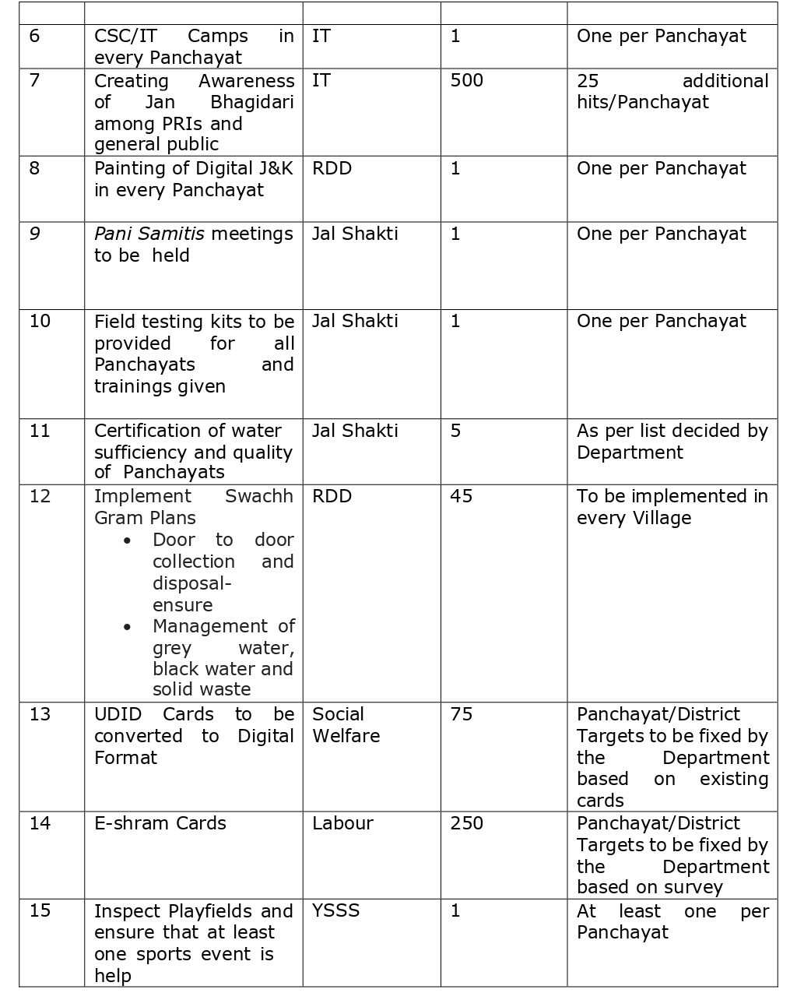 6 CSC/IT Camps in IT 1 One per Panchayat
every Panchayat
7 Creating Awareness IT 500 25 additional
of Jan Bhagidari hits/Panchayat
among PRIs and
general public
8 Painting of Digital J&K RDD 1 One per Panchayat
in every Panchayat
9 Pani Samitis meetings Jal Shakti 1 One per Panchayat
to be held
10 Field testing kits to be Jal Shakti 1 One per Panchayat
provided for all
Panchayats and
trainings given
11 Certification of water Jal Shakti 5 As per list decided by
sufficiency and quality Department
of Panchayats
12 Implement Swachh RDD 45 To be implemented in
Gram Plans every Village
• Door to door
collection and
disposal-
ensure
• Management of
grey water,
black water and
solid waste
13 UDID Cards to be Social 75 Panchayat/District
converted to Digital Welfare Targets to be fixed by
Format the Department
based on existing
cards
14 E-shram Cards Labour 250 Panchayat/District
Targets to be fixed by
the Department
based on survey
15 Inspect Playfields and YSSS 1 At least one per
ensure that at least Panchayat
one sports event is
help